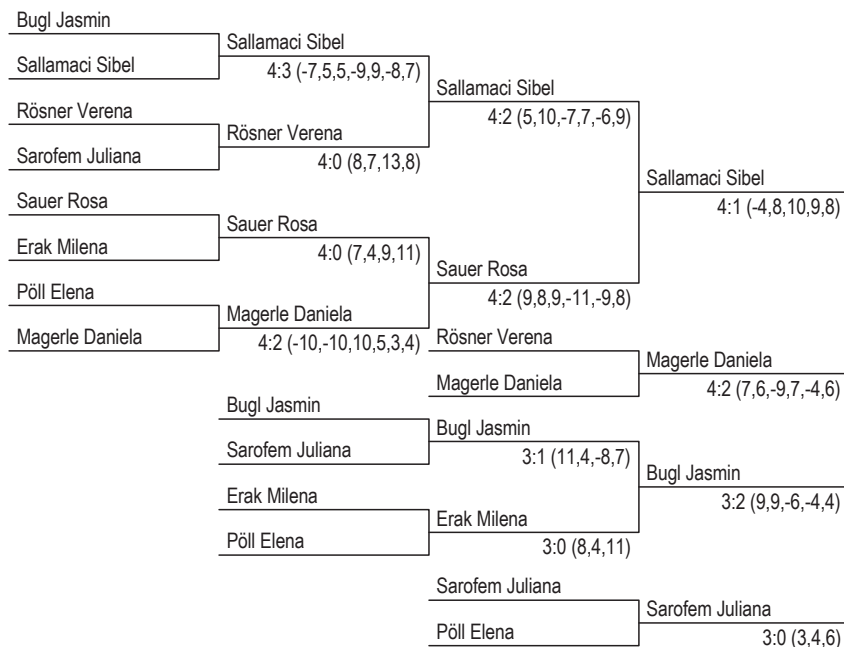 Bugl Jasmin
Sallamaci Sibel
Sallamaci Sibel
4:3 (-7,5,5,-9,9,-8,7)
Sallamaci Sibel
4:2 (5,10,-7,7,-6,9)
Rösner Verena
Rösner Verena
Sarofem Juliana
4:0 (8,7,13,8)
Sallamaci Sibel
4:1 (-4,8,10,9,8)
Sauer Rosa
Sauer Rosa
Erak Milena
4:0 (7,4,9,11)
Sauer Rosa
4:2 (9,8,9,-11,-9,8)
Pöll Elena
Magerle Daniela
Magerle Daniela
4:2 (-10,-10,10,5,3,4)
Rösner Verena
Magerle Daniela
Magerle Daniela
4:2 (7,6,-9,7,-4,6)
Bugl Jasmin
Bugl Jasmin
Sarofem Juliana
3:1 (11,4,-8,7)
Bugl Jasmin
3:2 (9,9,-6,-4,4)
Erak Milena
Erak Milena
Pöll Elena
3:0 (8,4,11)
Sarofem Juliana
Sarofem Juliana
Pöll Elena
3:0 (3,4,6)